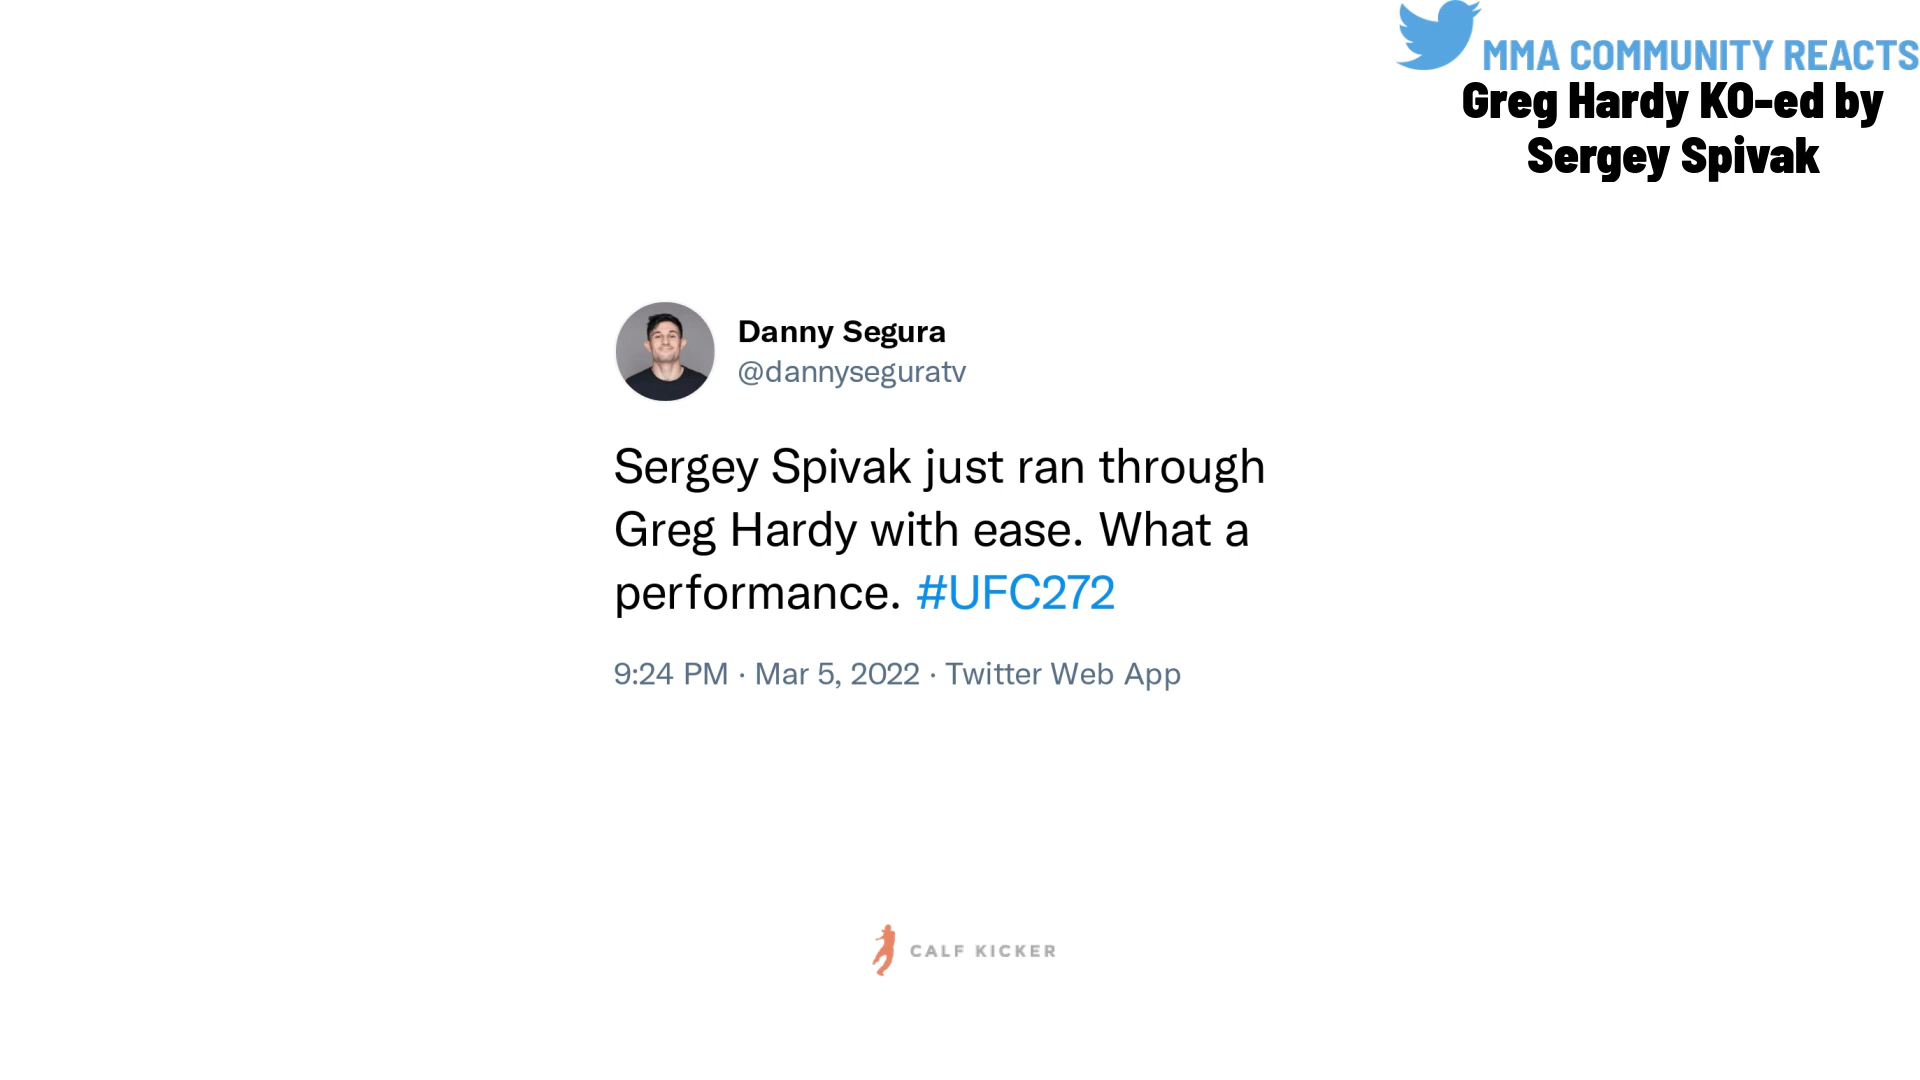 MMA COMMUNITY REACTS
Greg Hardy KO-ed by
Sergey Spivak
Danny Segura
@dannyseguratv
Sergey Spivak just ran through
Greg Hardy with ease. What a
performance. #UFC272
9:24 PM · Mar 5, 2022 · Twitter Web App
CALF KICKER